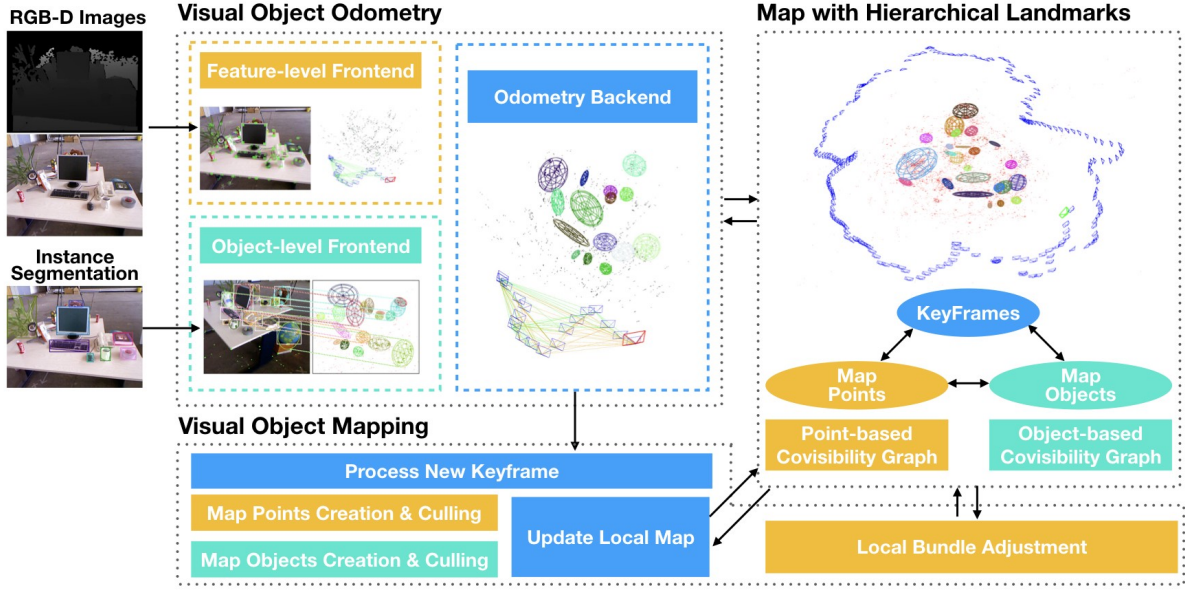 RGB-D Images
Visual Object Odometry
Map with Hierarchical Landmarks
Feature-level Frontend
Odometry Backend
Object-level Frontend
Instance
Segmentation
KeyFrames
Map
Points
Map
Objects
Point-based
Covisibility Graph
Object-based
Covisibility Graph
Visual Object Mapping
Process New Keyframe
Map Points Creation & Culling
Map Objects Creation & Culling
Update Local Map
Local Bundle Adjustment